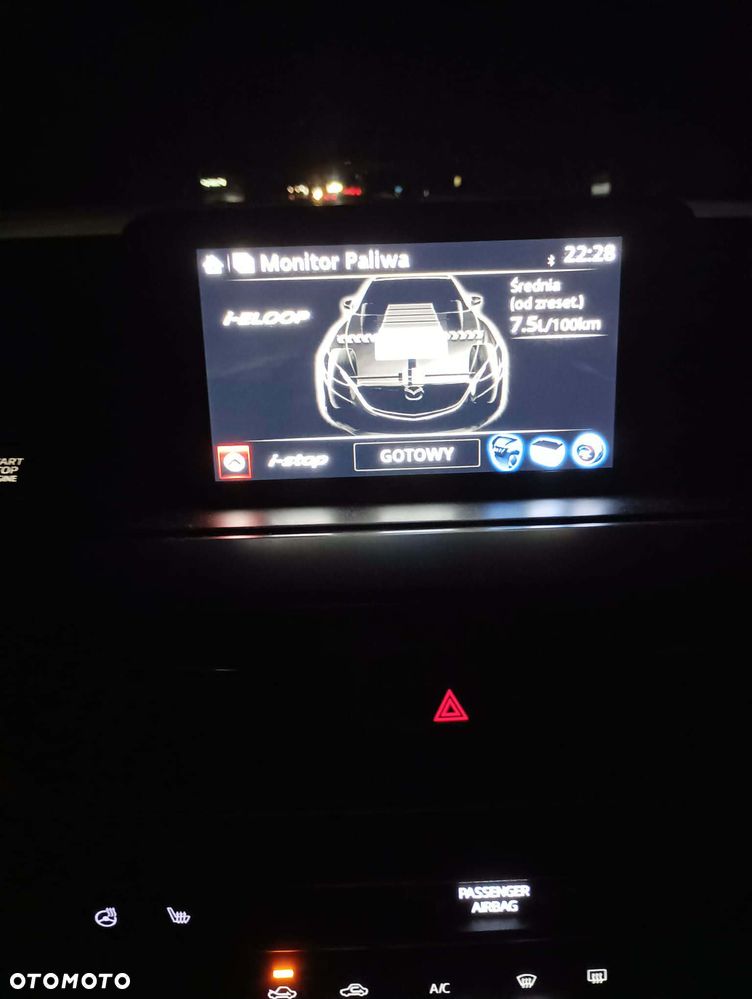 Monitor Paliwa
22:28
i-ELOOP
Średnia
(od zreset.)
7.5L/100km
i-stop
GOTOWY
PASSENGER
AIRBAG
A/C
OTOMOTO